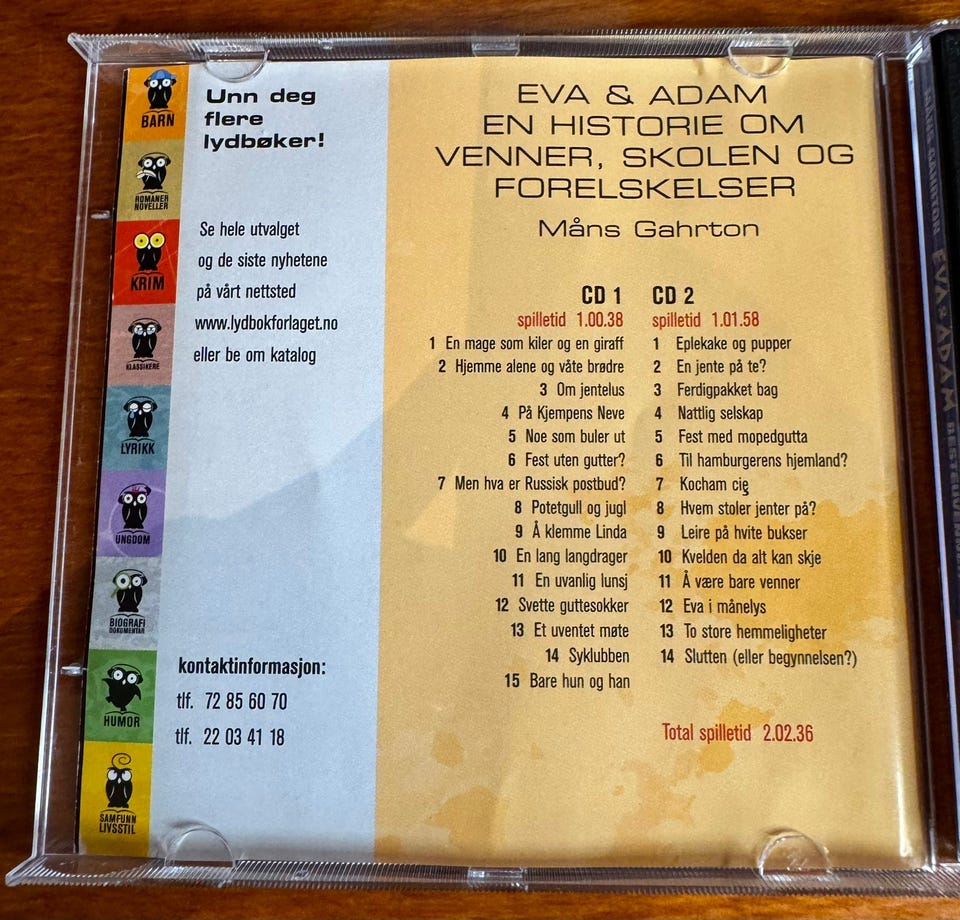 BARN
ROMANER
NOVELLER
KRIM
KLASSIKERE
LYRIKK
UNGDOM
BIOGRAFI
DOKUMENTAR
HUMOR
SAMFUNN
LIVSSTIL
Unn deg
flere
lydbøker!
Se hele utvalget
og de siste nyhetene
på vårt nettsted
www.lydbokforlaget.no
eller be om katalog
kontaktinformasjon:
tlf. 72 85 60 70
tlf. 22 03 41 18
EVA & ADAM
EN HISTORIE OM
VENNER, SKOLEN OG
FORELSKELSER
Måns Gahrton
CD 1
spilletid 1.00.38
1 En mage som kiler og en giraff
2 Hjemme alene og våte brødre
3 Om jentelus
4 På Kjempens Neve
5 Noe som buler ut
6 Fest uten gutter?
7 Men hva er Russisk postbud?
8 Potetgull og jugl
9 Å klemme Linda
10 En lang langdrager
11 En uvanlig lunsj
12 Svette guttesokker
13 Et uventet møte
14 Syklubben
15 Bare hun og han
CD 2
spilletid 1.01.58
1 Eplekake og pupper
2 En jente på te?
3 Ferdigpakket bag
4 Nattlig selskap
5 Fest med mopedgutta
6 Til hamburgerens hjemland?
7 Kocham cię
8 Hvem stoler jenter på?
9 Leire på hvite bukser
10 Kvelden da alt kan skje
11 Å være bare venner
12 Eva i månelys
13 To store hemmeligheter
14 Slutten (eller begynnelsen?)
Total spilletid 2.02.36
MÅNS GAHRTON EVA & ADAM